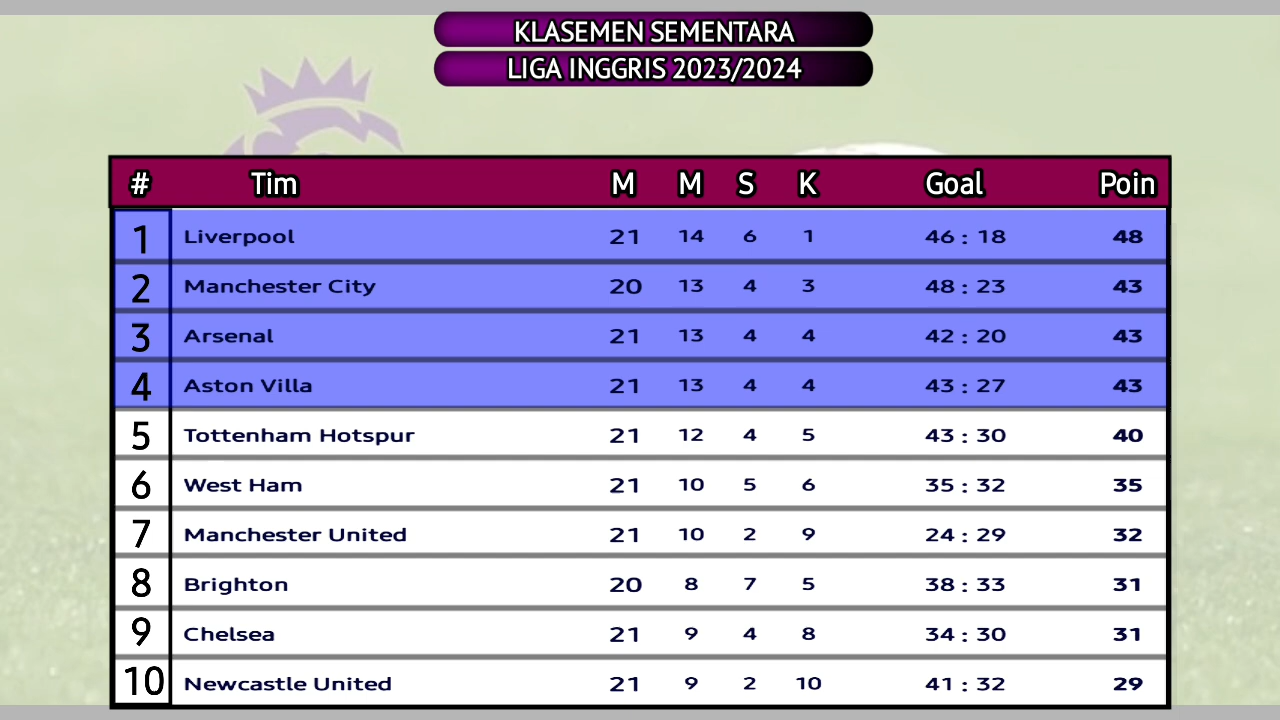 KLASEMEN SEMENTARA
LIGA INGGRIS 2023/2024
# Tim M M S K Goal Poin
1 Liverpool 21 14 6 1 46 : 18 48
2 Manchester City 20 13 4 3 48 : 23 43
3 Arsenal 21 13 4 4 42 : 20 43
4 Aston Villa 21 13 4 4 43 : 27 43
5 Tottenham Hotspur 21 12 4 5 43 : 30 40
6 West Ham 21 10 5 6 35 : 32 35
7 Manchester United 21 10 2 9 24 : 29 32
8 Brighton 20 8 7 5 38 : 33 31
9 Chelsea 21 9 4 8 34 : 30 31
10 Newcastle United 21 9 2 10 41 : 32 29